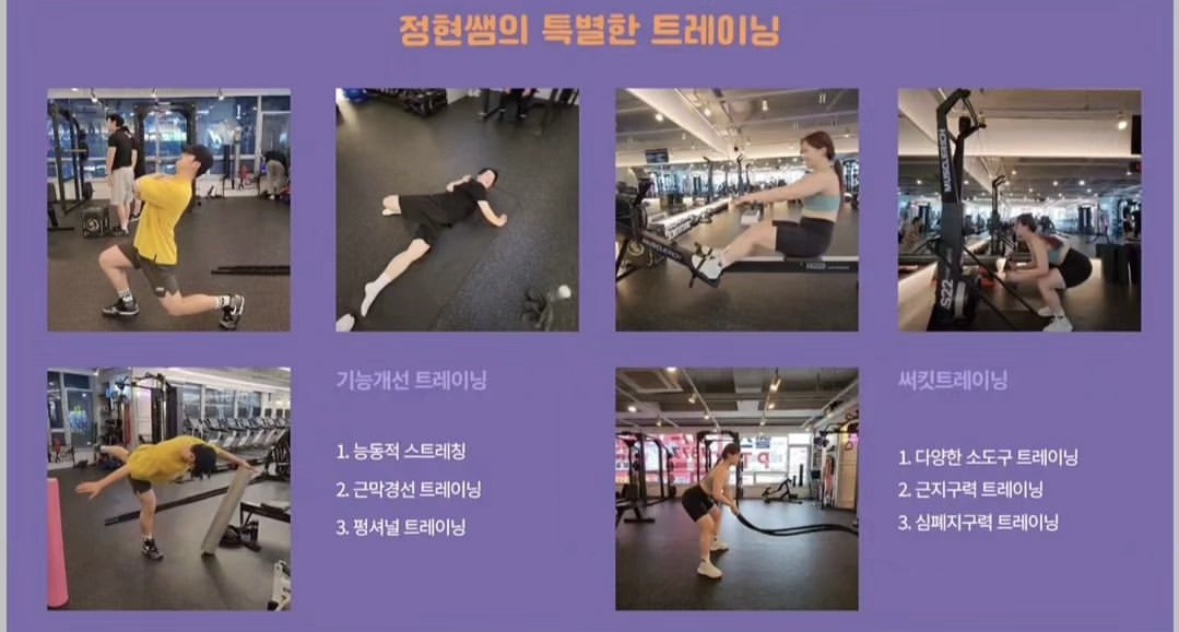 정현쌤의 특별한 트레이닝
MUSCLETECH
MUSCLETECH
S22
기능개선 트레이닝
1. 능동적 스트레칭
2. 근막경선 트레이닝
3. 펑셔널 트레이닝
써킷트레이닝
1. 다양한 소도구 트레이닝
2. 근지구력 트레이닝
3. 심폐지구력 트레이닝